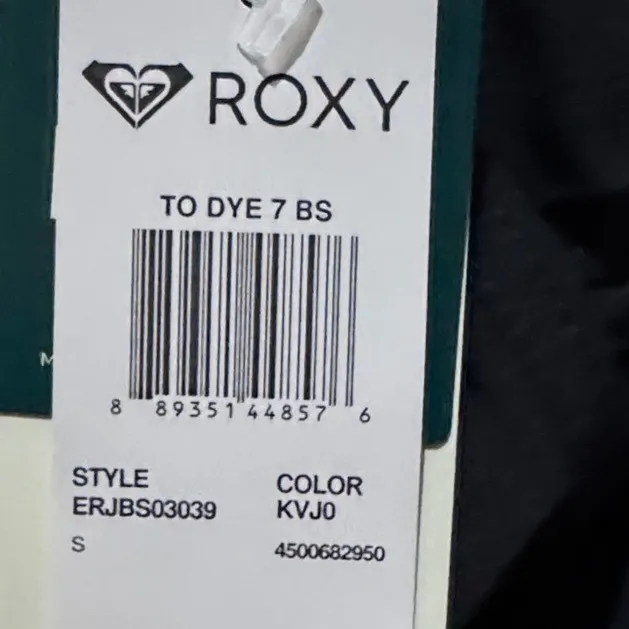 ROXY
TO DYE 7 BS
8 89351 44857 6
STYLE COLOR
ERJBS03039 KVJ0
S 4500682950
M